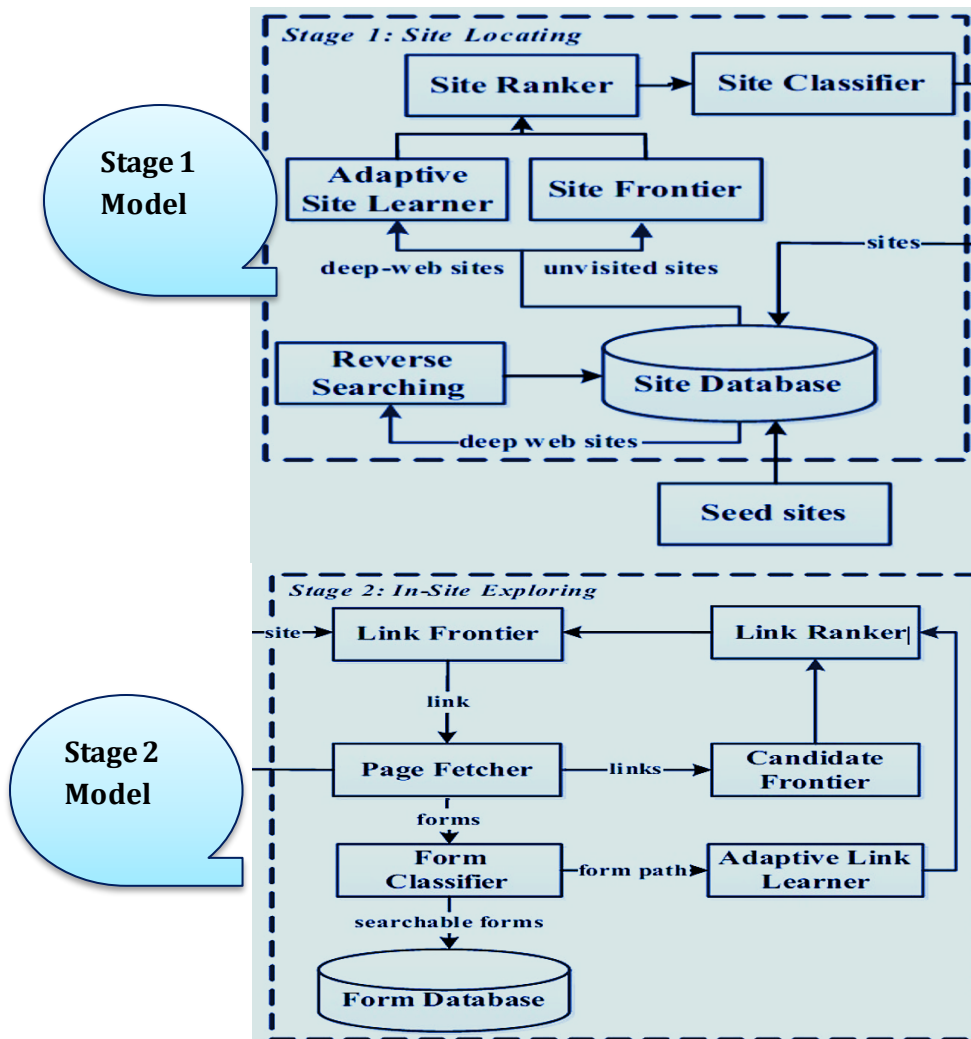 Stage 1: Site Locating
Site Ranker
Site Classifier
Stage 1
Model
Adaptive
Site Learner
Site Frontier
sites
deep-web sites
unvisited sites
Reverse
Searching
Site Database
deep web sites
Seed sites
Stage 2: In-Site Exploring
site
Link Frontier
Link Ranker
link
Stage 2
Model
Page Fetcher
links
Candidate
Frontier
forms
Form
Classifier
form path
Adaptive Link
Learner
searchable forms
Form Database